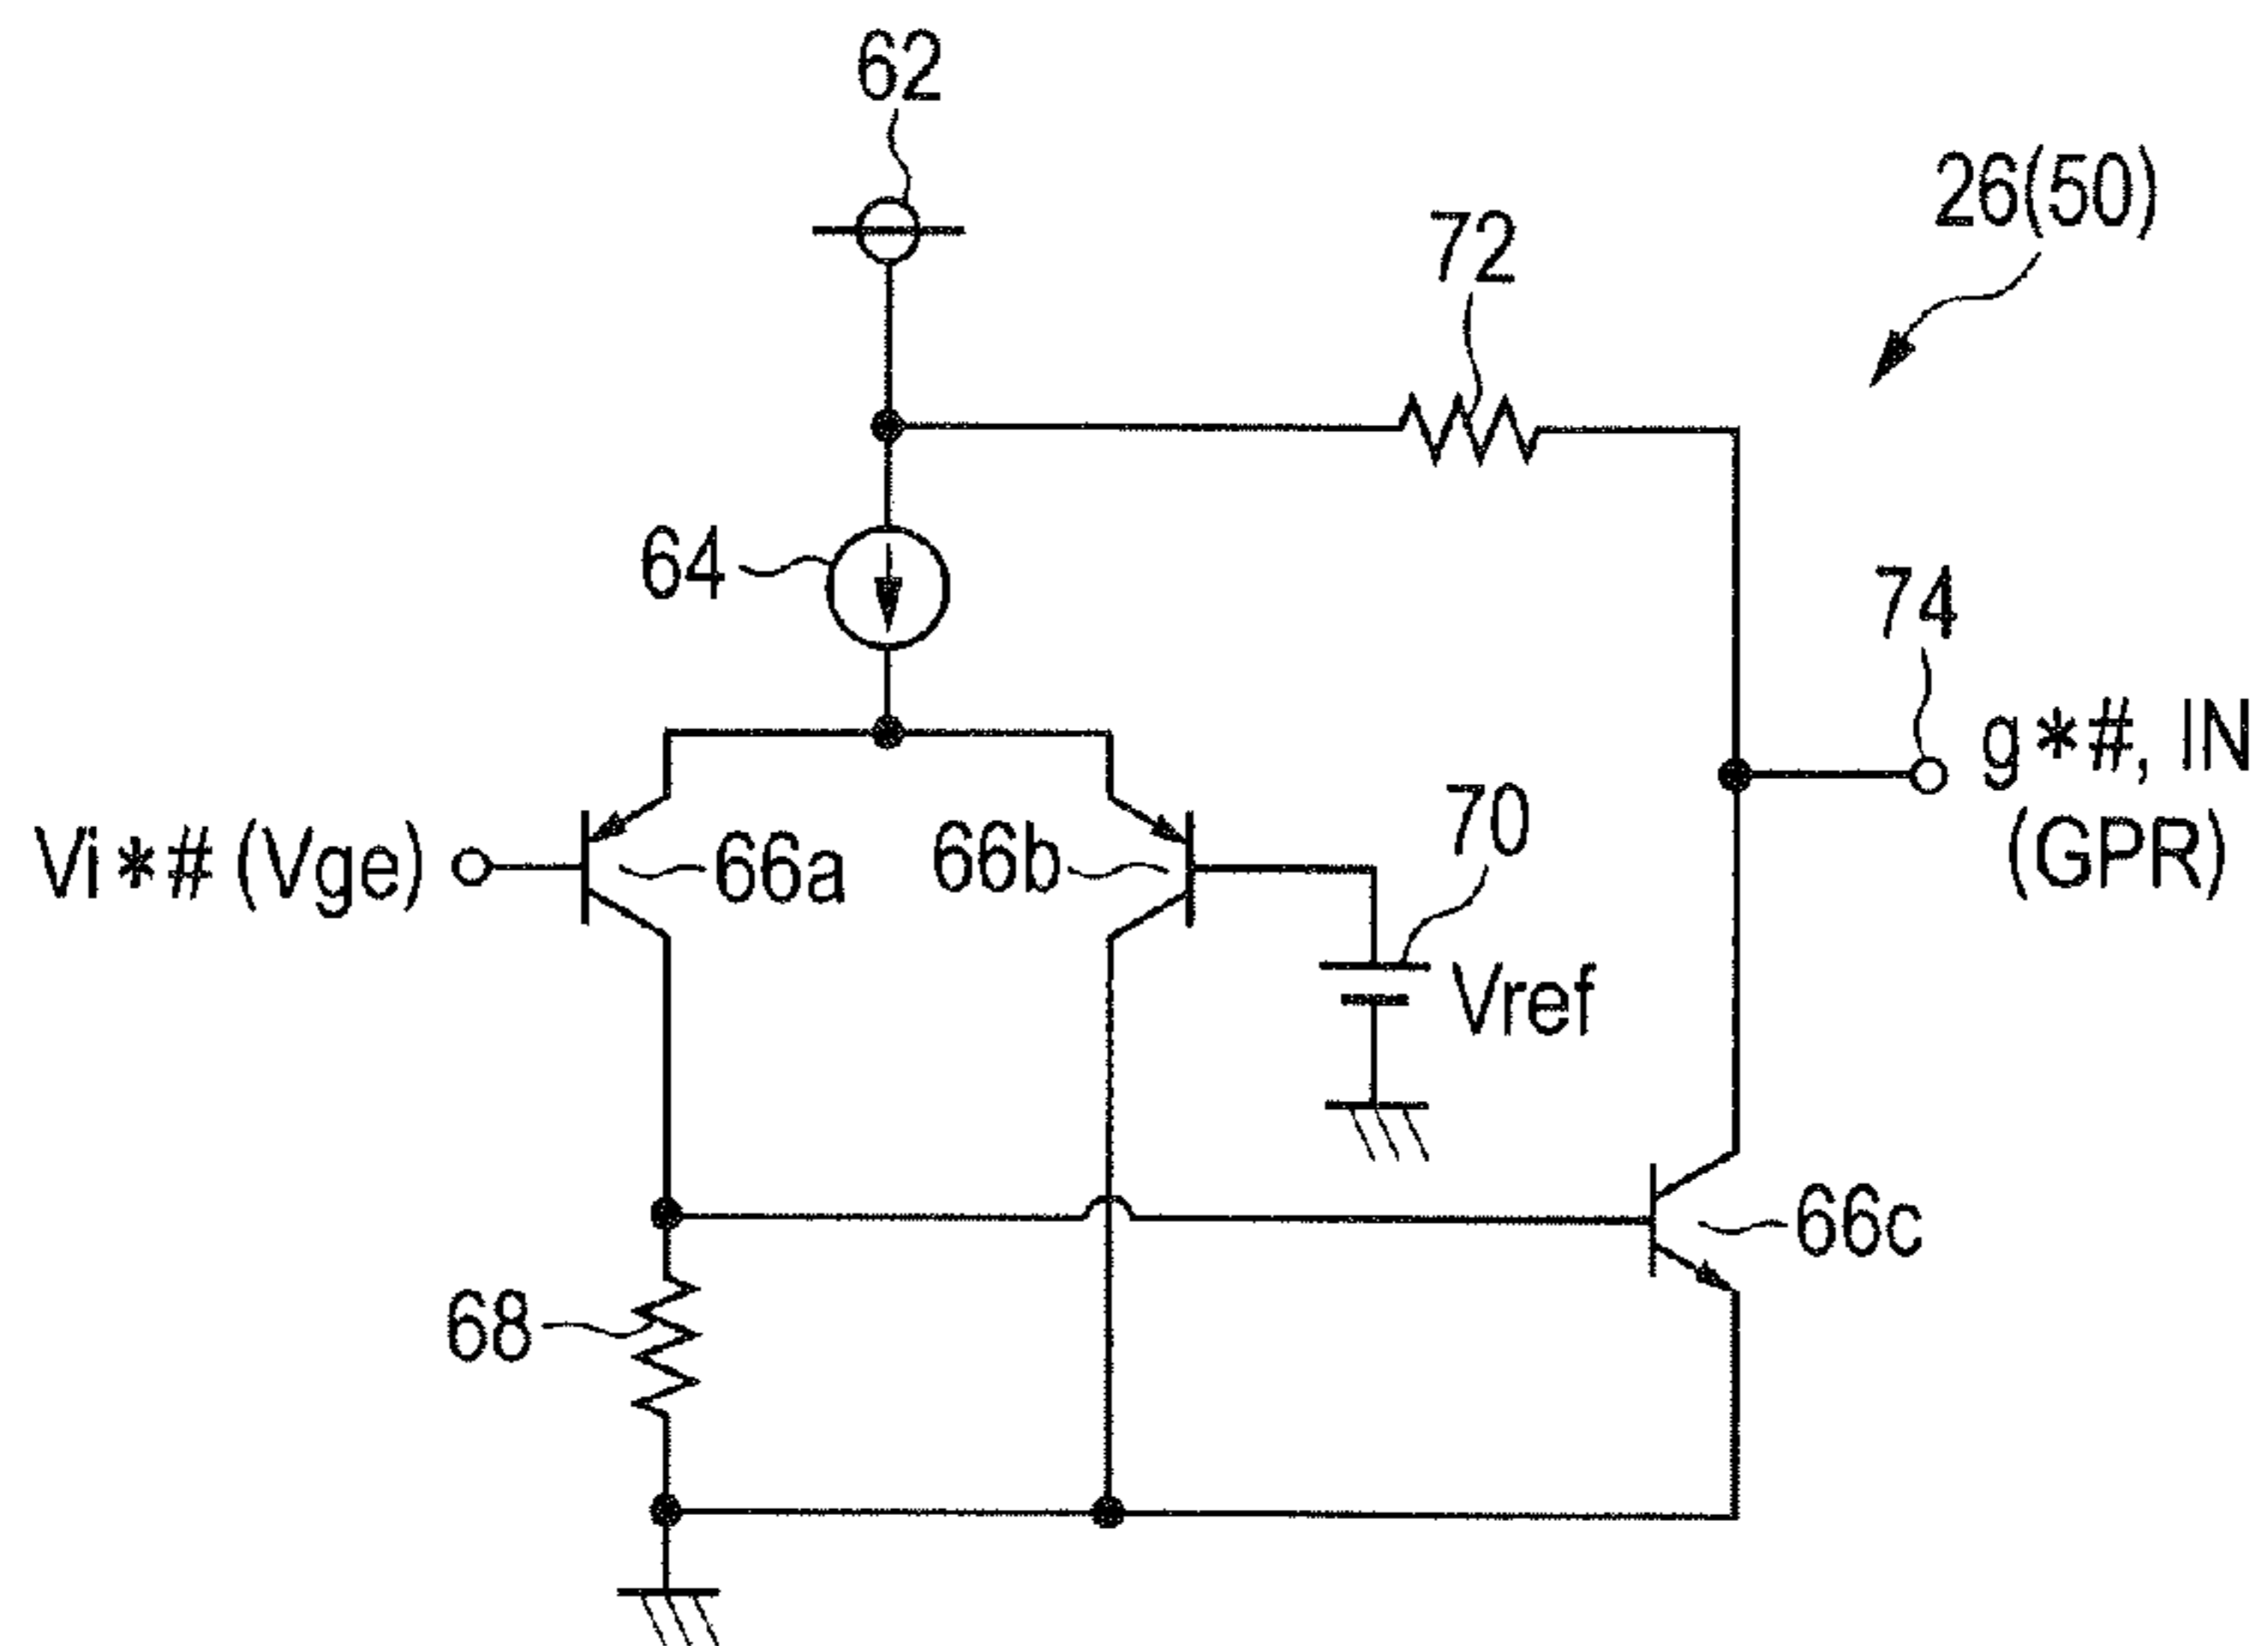 62
26(50)
72
64
74
g*#, IN
(GPR)
70
Vi*# (Vge)
66a
66b
Vref
66c
68